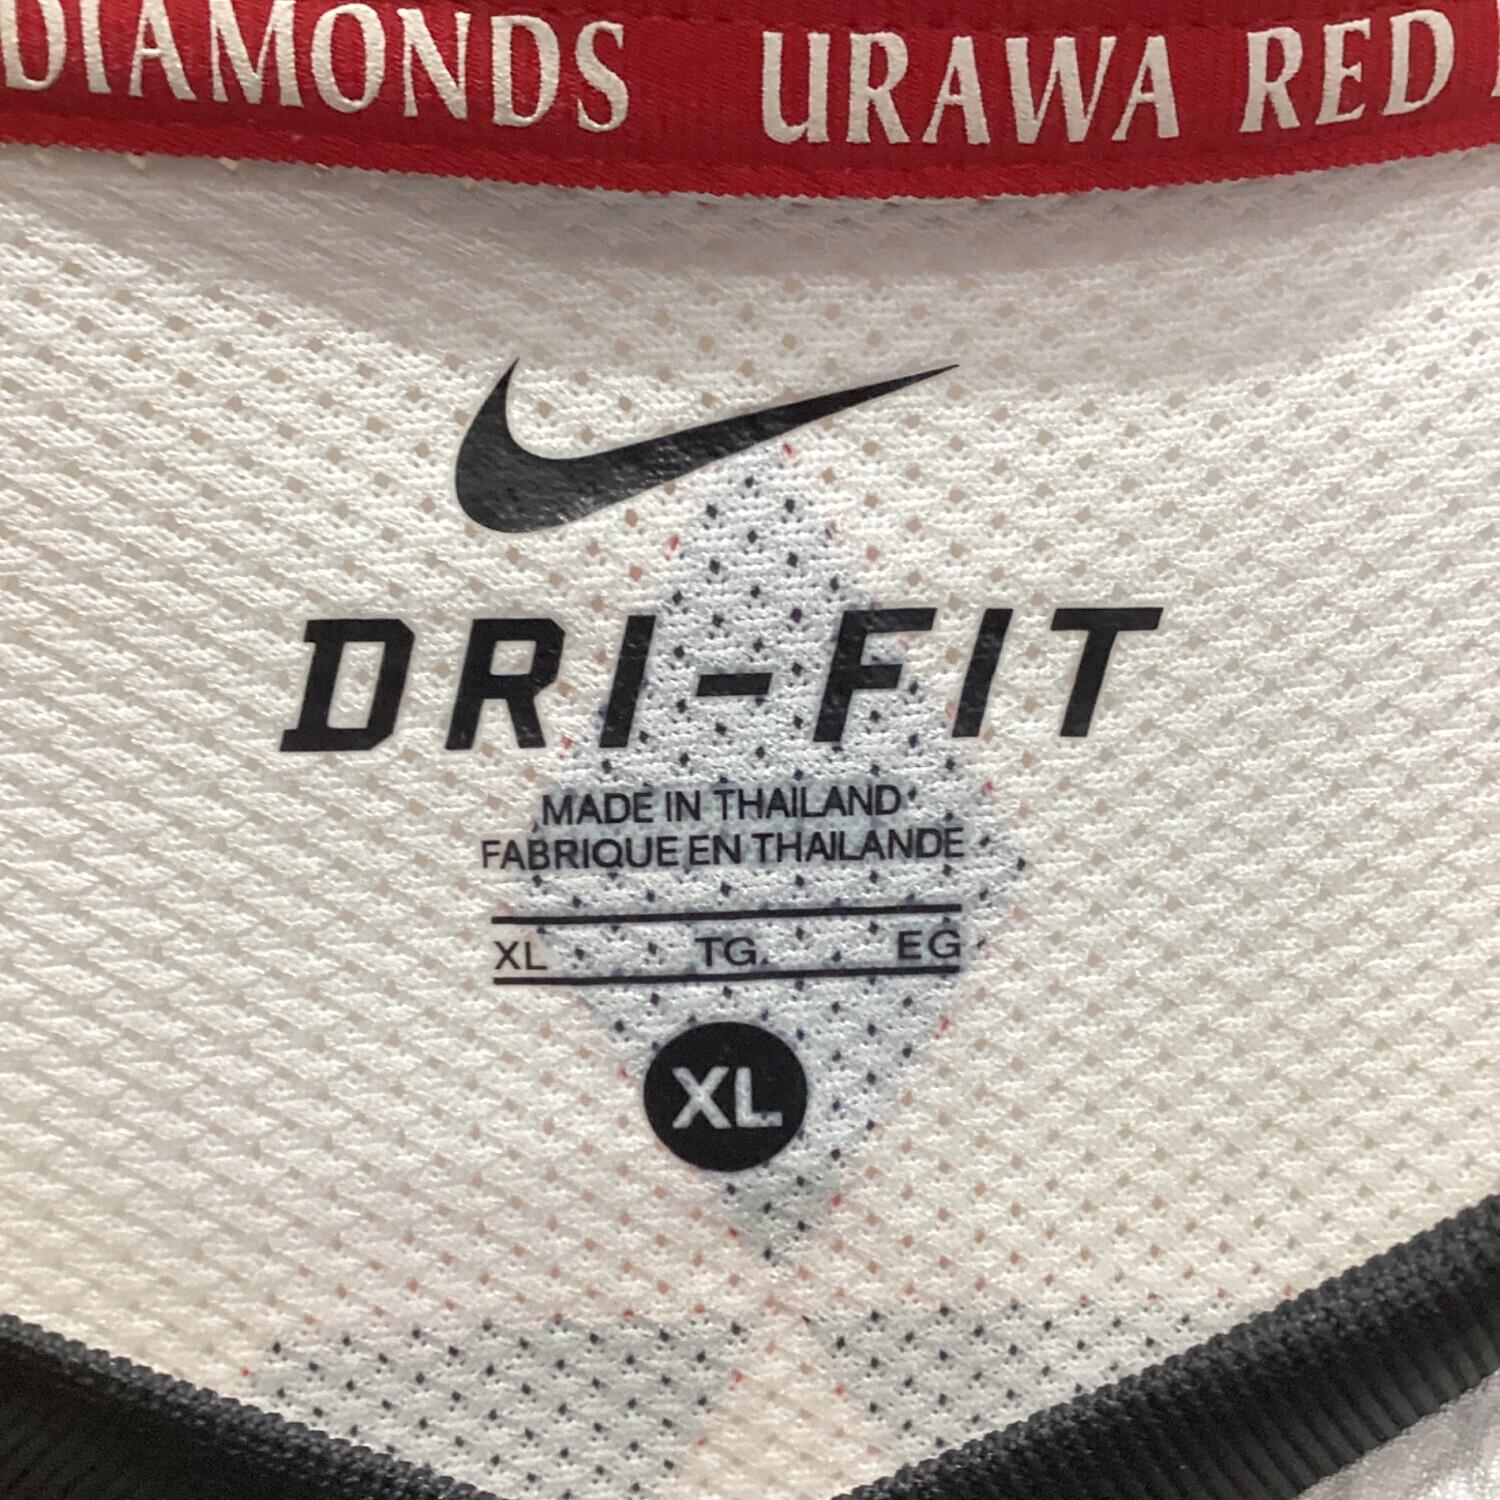 DIAMONDS URAWA RED
DRI-FIT
MADE IN THAILAND
FABRIQUE EN THAILANDE
XL TG EG
XL